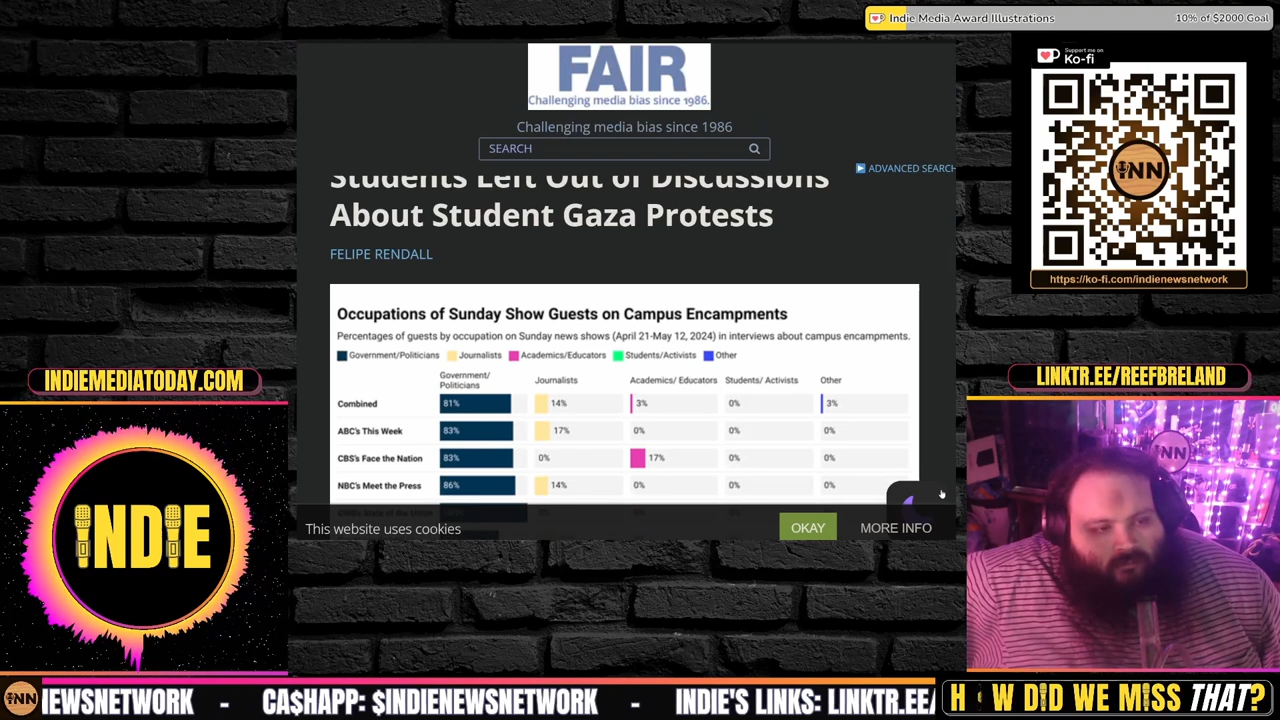 Indie Media Award Illustrations
10% of $2000 Goal
FAIR
Challenging media bias since 1986.
Challenging media bias since 1986
SEARCH
ADVANCED SEARCH
Students Left Out of Discussions
About Student Gaza Protests
FELIPE RENDALL
Occupations of Sunday Show Guests on Campus Encampments
Percentages of guests by occupation on Sunday news shows (April 21-May 12, 2024) in interviews about campus encampments.
Government/Politicians Journalists Academics/Educators Students/Activists Other
Government/
Politicians Journalists Academics/ Educators Students/ Activists Other
Combined 81% 14% 3% 0% 3%
ABC's This Week 83% 17% 0% 0% 0%
CBS's Face the Nation 83% 0% 17% 0% 0%
NBC's Meet the Press 86% 14% 0% 0% 0%
This website uses cookies
OKAY
MORE INFO
Support me on
Ko-fi
INN
https://ko-fi.com/indienewsnetwork
INDIEMEDIATODAY.COM
INDIE
LINKTR.EE/REEFBRELAND
INN
INN
IEWSNETWORK - CA$HAPP: $INDIENEWSNETWORK - INDIE'S LINKS: LINKTR.EE/
HOW DID WE MISS THAT?